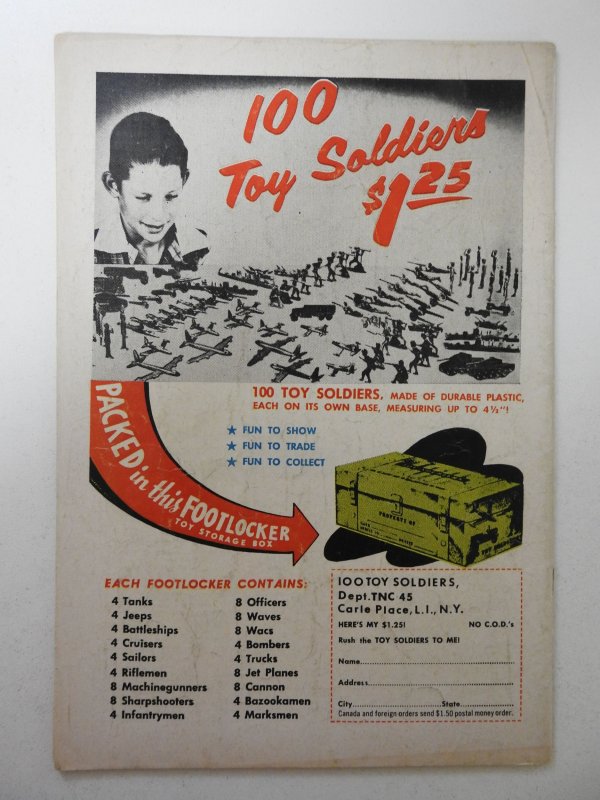 100
Toy Soldiers
$1.25
100 TOY SOLDIERS, MADE OF DURABLE PLASTIC,
EACH ON ITS OWN BASE, MEASURING UP TO 4½"!
★ FUN TO SHOW
★ FUN TO TRADE
★ FUN TO COLLECT
PACKED in this FOOTLOCKER
TOY STORAGE BOX
PROPERTY OF
EACH FOOTLOCKER CONTAINS:
4 Tanks
4 Jeeps
4 Battleships
4 Cruisers
4 Sailors
4 Riflemen
8 Machinegunners
8 Sharpshooters
4 Infantrymen
8 Officers
8 Waves
8 Wacs
4 Bombers
4 Trucks
8 Jet Planes
8 Cannon
4 Bazookamen
4 Marksmen
100 TOY SOLDIERS,
Dept. TNC 45
Carle Place, L.I., N.Y.
HERE'S MY $1.25! NO C.O.D.'s
Rush the TOY SOLDIERS TO ME!
Name
Address
City State
Canada and foreign orders send $1.50 postal money order.